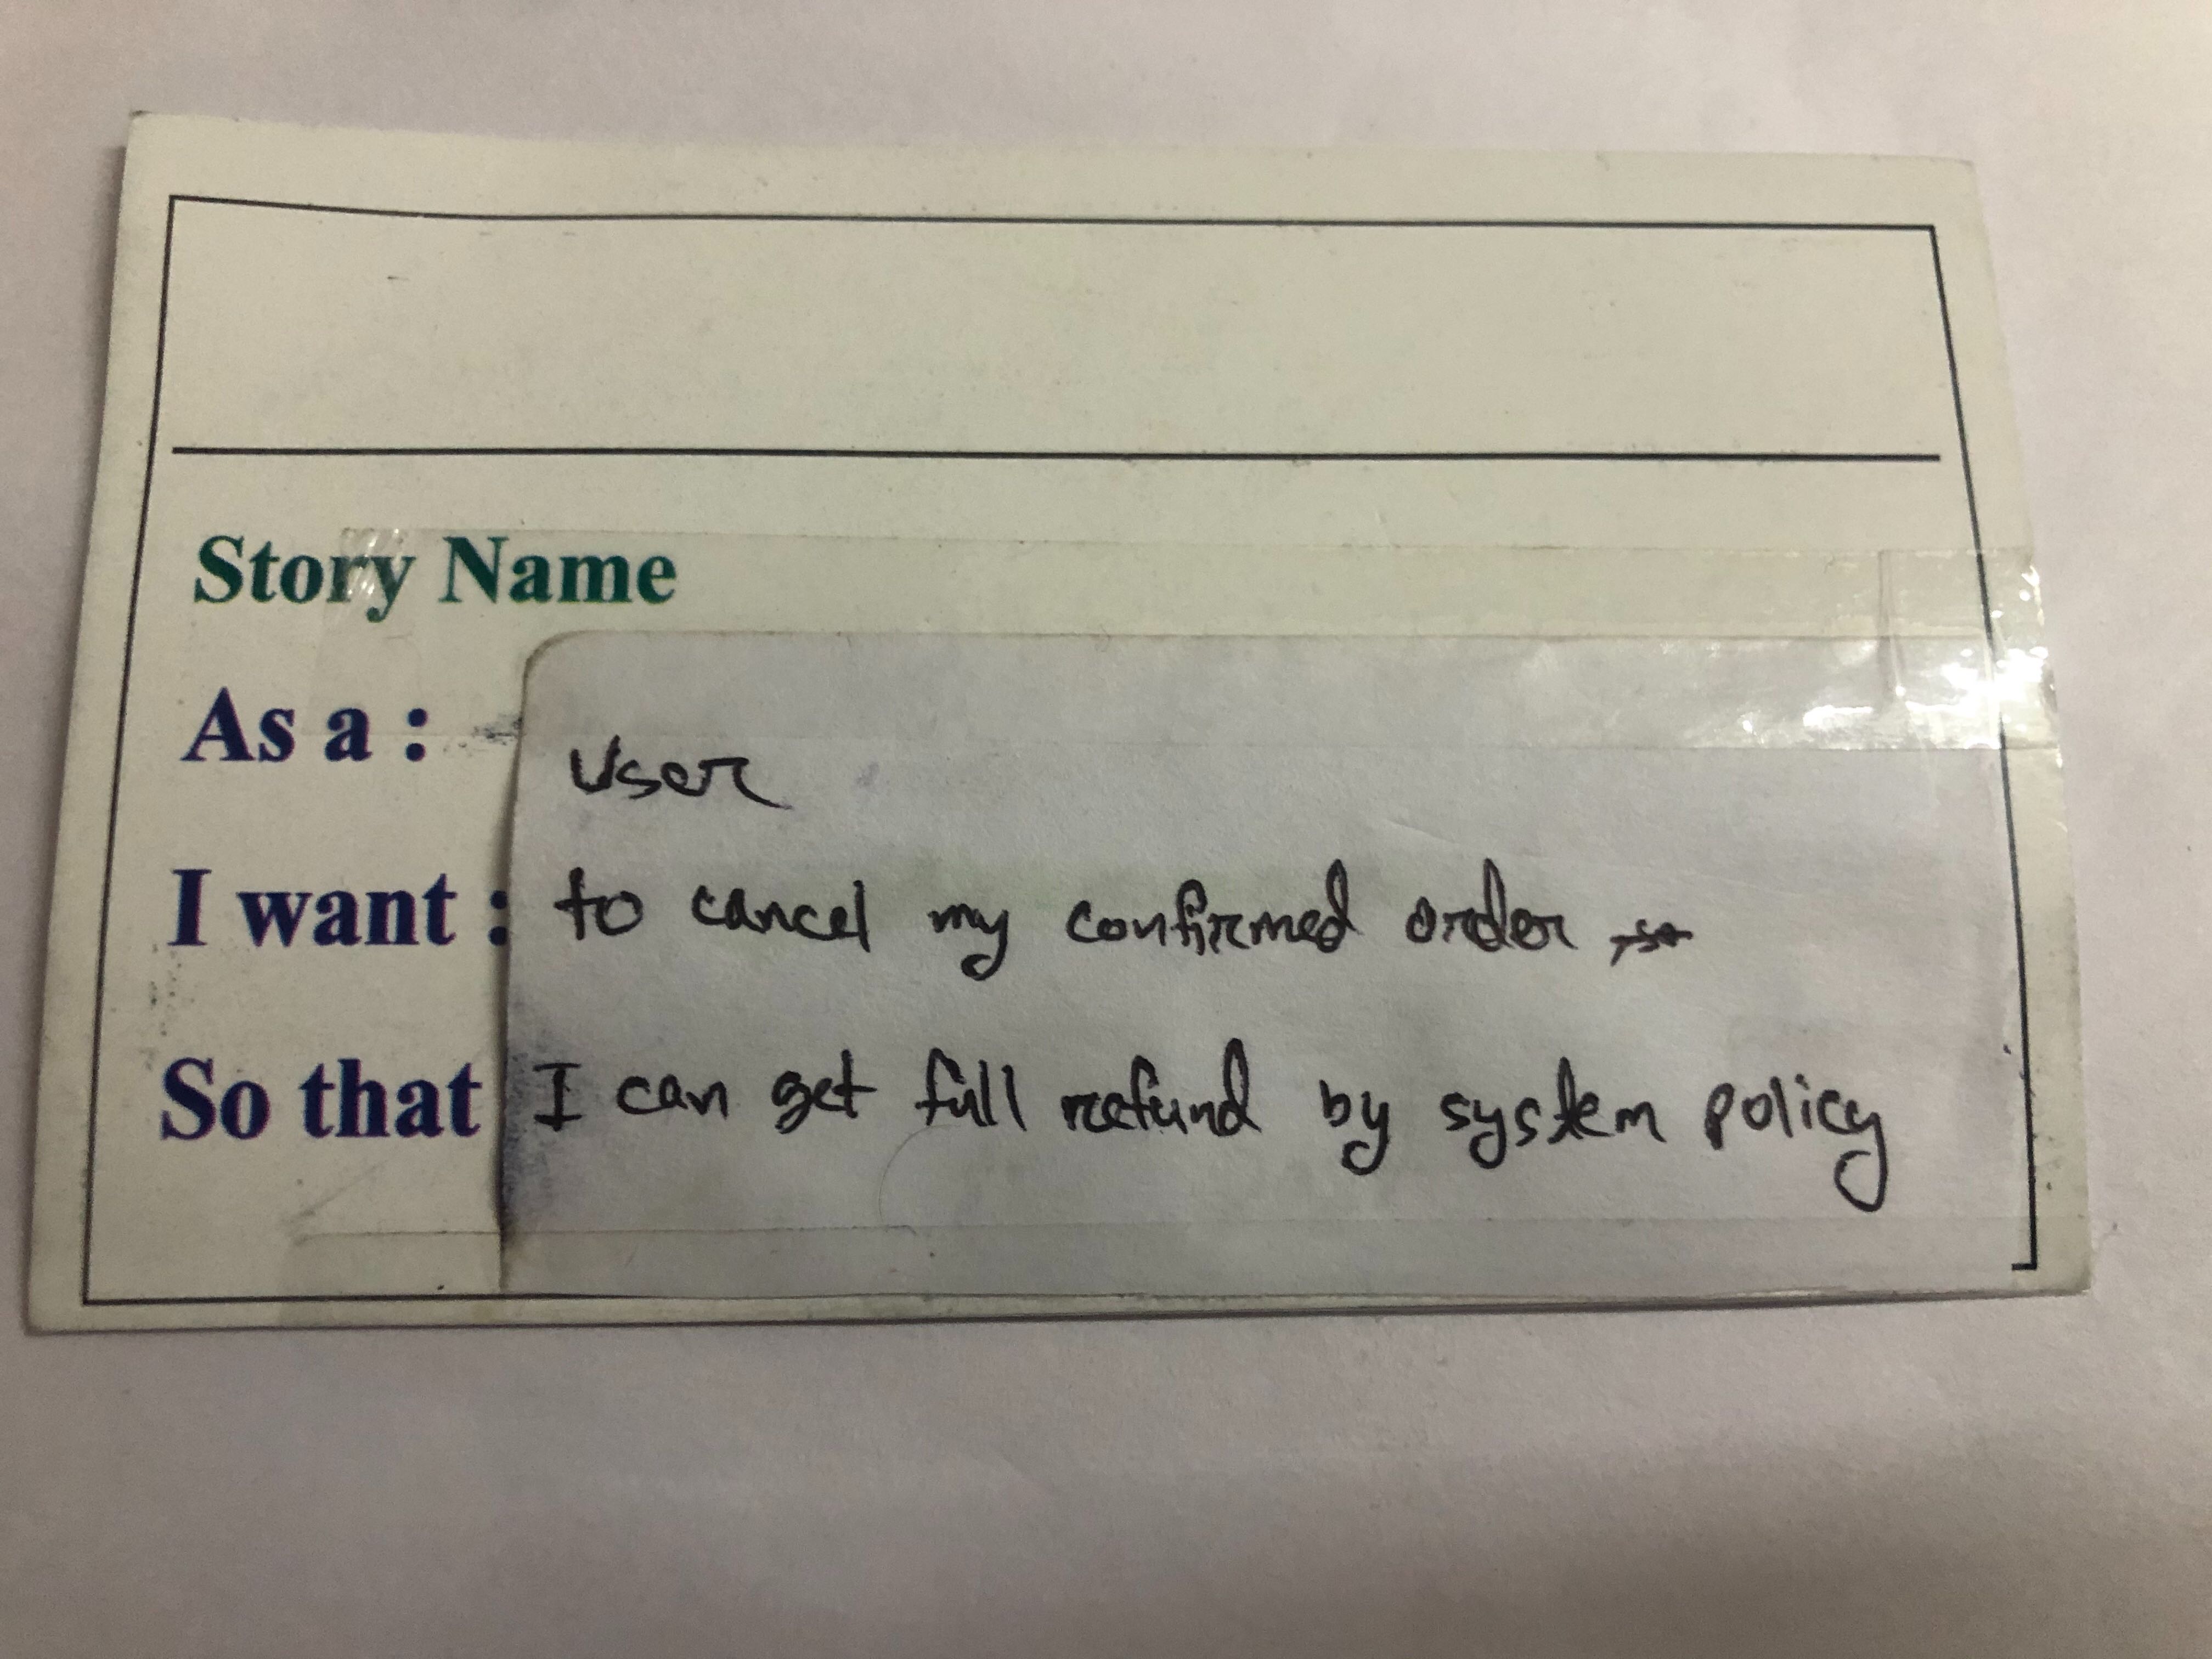 Story Name
As a : User
I want : to cancel my confirmed order
So that I can get full refund by system policy